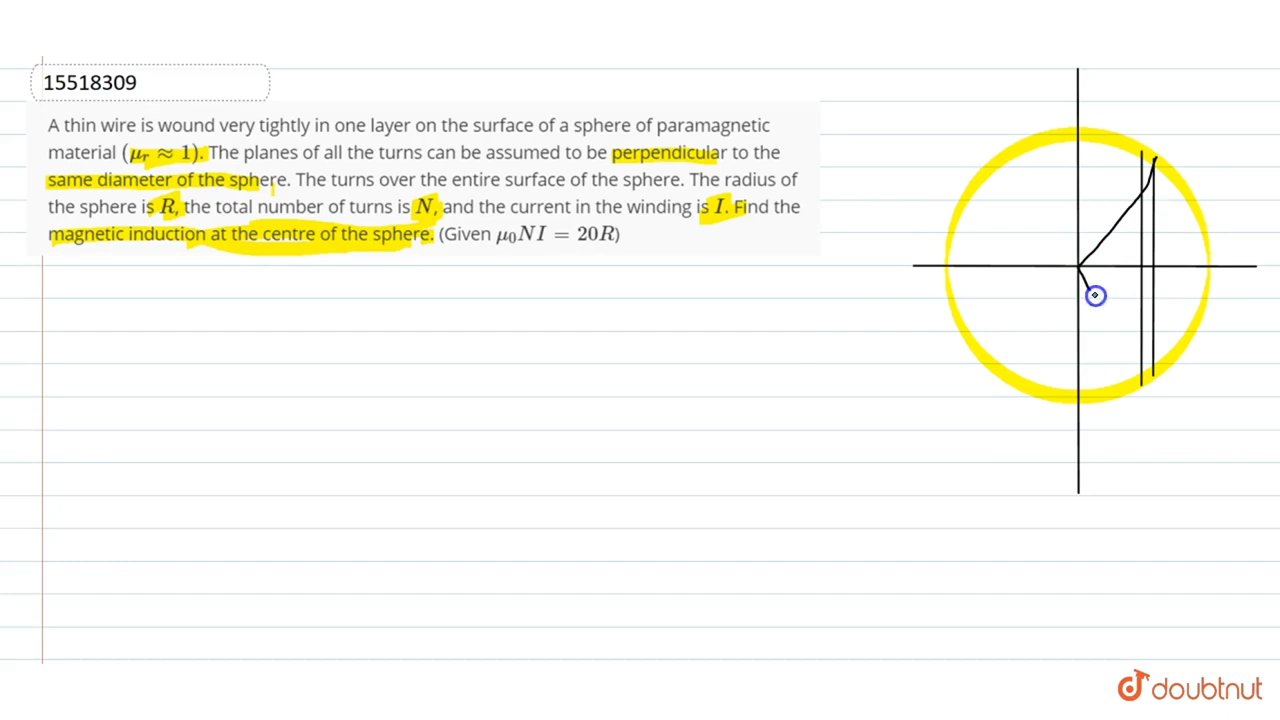 15518309
A thin wire is wound very tightly in one layer on the surface of a sphere of paramagnetic
material (μr ≈ 1). The planes of all the turns can be assumed to be perpendicular to the
same diameter of the sphere. The turns over the entire surface of the sphere. The radius of
the sphere is R, the total number of turns is N, and the current in the winding is I. Find the
magnetic induction at the centre of the sphere. (Given μ0NI = 20R)
doubtnut